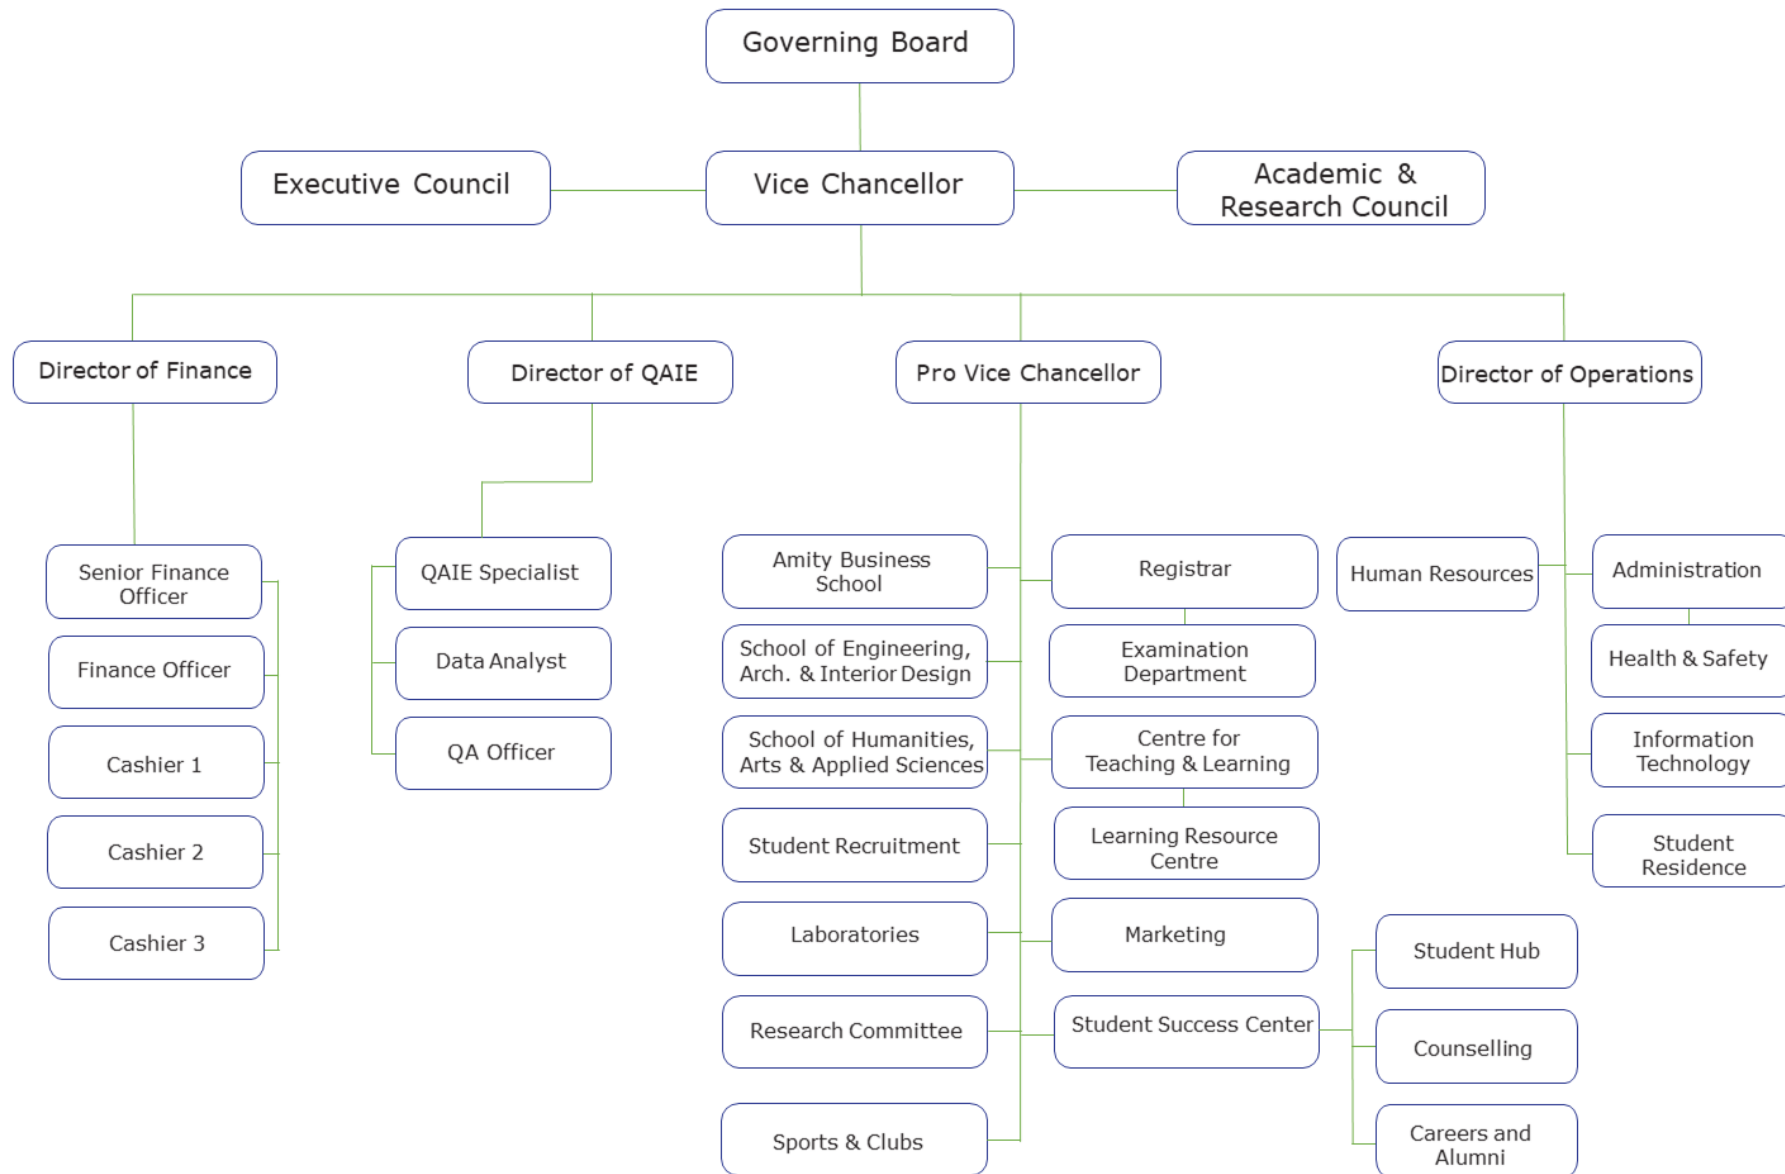 Governing Board
Executive Council
Vice Chancellor
Academic &
Research Council
Director of Finance
Director of QAIE
Pro Vice Chancellor
Director of Operations
Senior Finance
Officer
Finance Officer
Cashier 1
Cashier 2
Cashier 3
QAIE Specialist
Data Analyst
QA Officer
Amity Business
School
School of Engineering,
Arch. & Interior Design
School of Humanities,
Arts & Applied Sciences
Student Recruitment
Laboratories
Research Committee
Sports & Clubs
Registrar
Examination
Department
Centre for
Teaching & Learning
Learning Resource
Centre
Marketing
Student Success Center
Student Hub
Counselling
Careers and
Alumni
Human Resources
Administration
Health & Safety
Information
Technology
Student
Residence